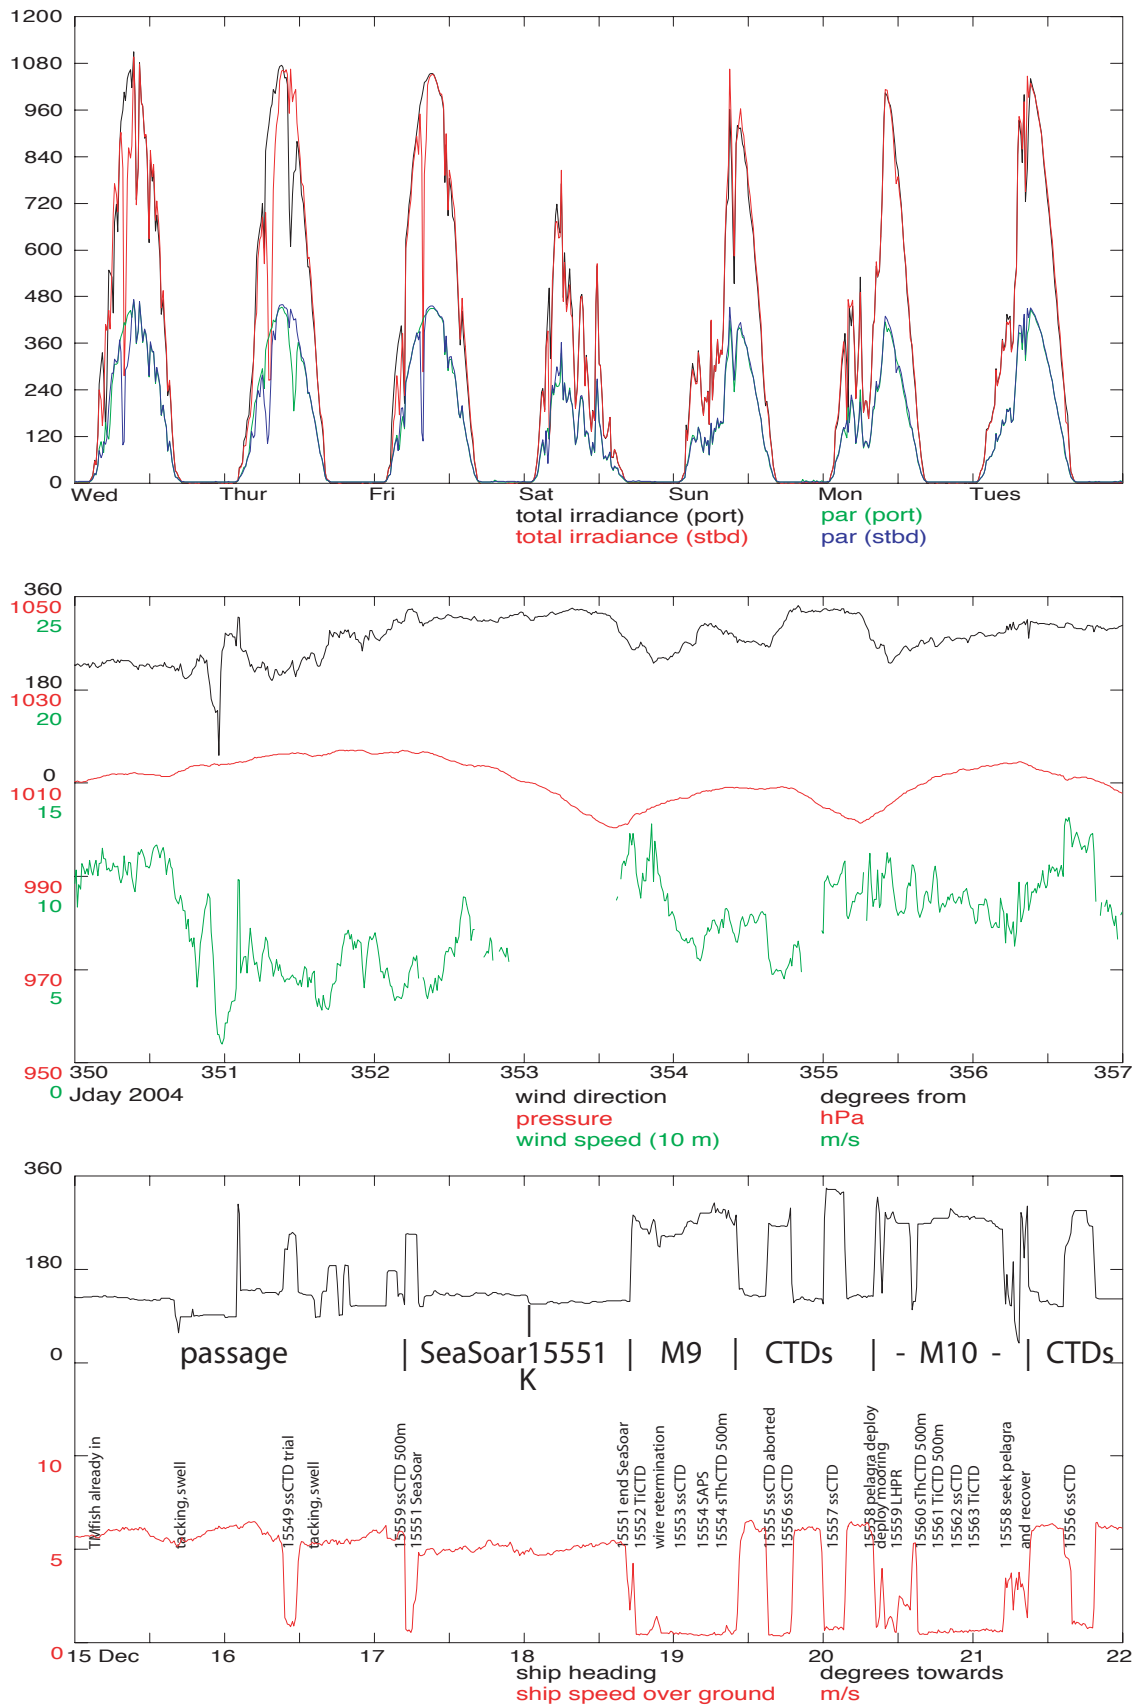 1200
1080
960
840
720
600
480
360
240
120
0
Wed Thur Fri Sat Sun Mon Tues
total irradiance (port) par (port)
total irradiance (stbd) par (stbd)
360
1050
25
180
1030
20
0
1010
15
990
10
970
5
950
0
350 351 352 353 354 355 356 357
Jday 2004
wind direction degrees from
pressure hPa
wind speed (10 m) m/s
360
180
0
passage | SeaSoar15551 | M9 | CTDs | - M10 - | CTDs
K
10
5
0
TMfish already in
tacking, swell
15549 ssCTD trial
tacking, swell
15559 ssCTD 500m
15551 SeaSoar
15551 end SeaSoar
15552 TiCTD
wire retermination
15553 ssCTD
15554 SAPS
15554 sThCTD 500m
15555 ssCTD aborted
15556 ssCTD
15557 ssCTD
15558 pelagra deploy
deploy mooring
15559 LHPR
15560 sThCTD 500m
15561 TiCTD 500m
15562 ssCTD
15563 TiCTD
15558 seek pelagra
and recover
15556 ssCTD
15 Dec 16 17 18 19 20 21 22
ship heading degrees towards
ship speed over ground m/s